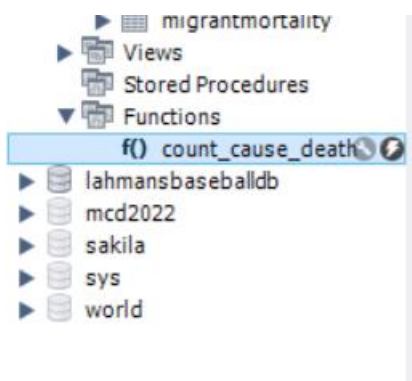 migrantmortality
Views
Stored Procedures
Functions
f() count_cause_death
lahmansbaseballdb
mcd2022
sakila
sys
world